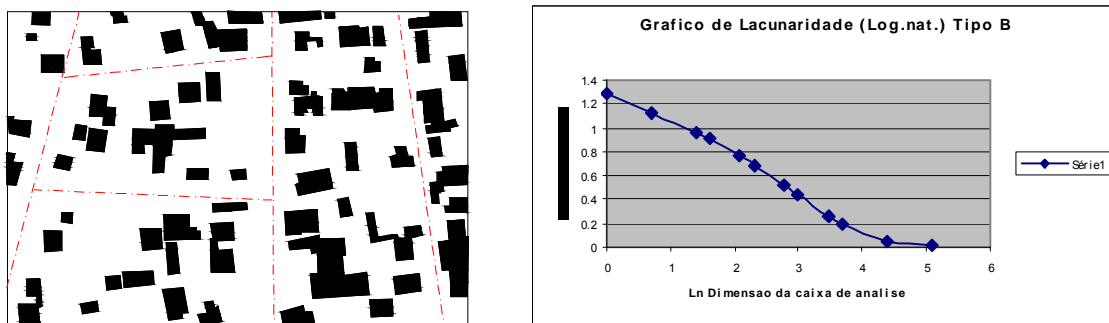 Grafico de Lacunaridade (Log.nat.) Tipo B
1.4
1.2
1
0.8
0.6
0.4
0.2
0
0 1 2 3 4 5 6
Ln Dimensao da caixa de analise
Série1